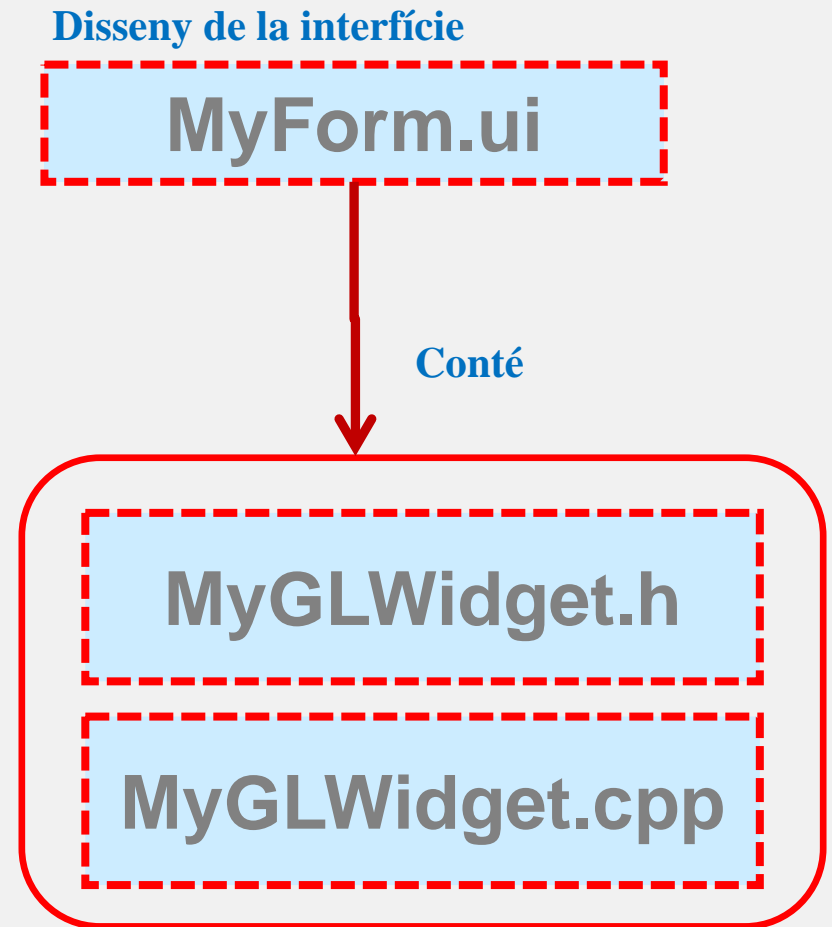 Disseny de la interfície
MyForm.ui
Conté
MyGLWidget.h
MyGLWidget.cpp